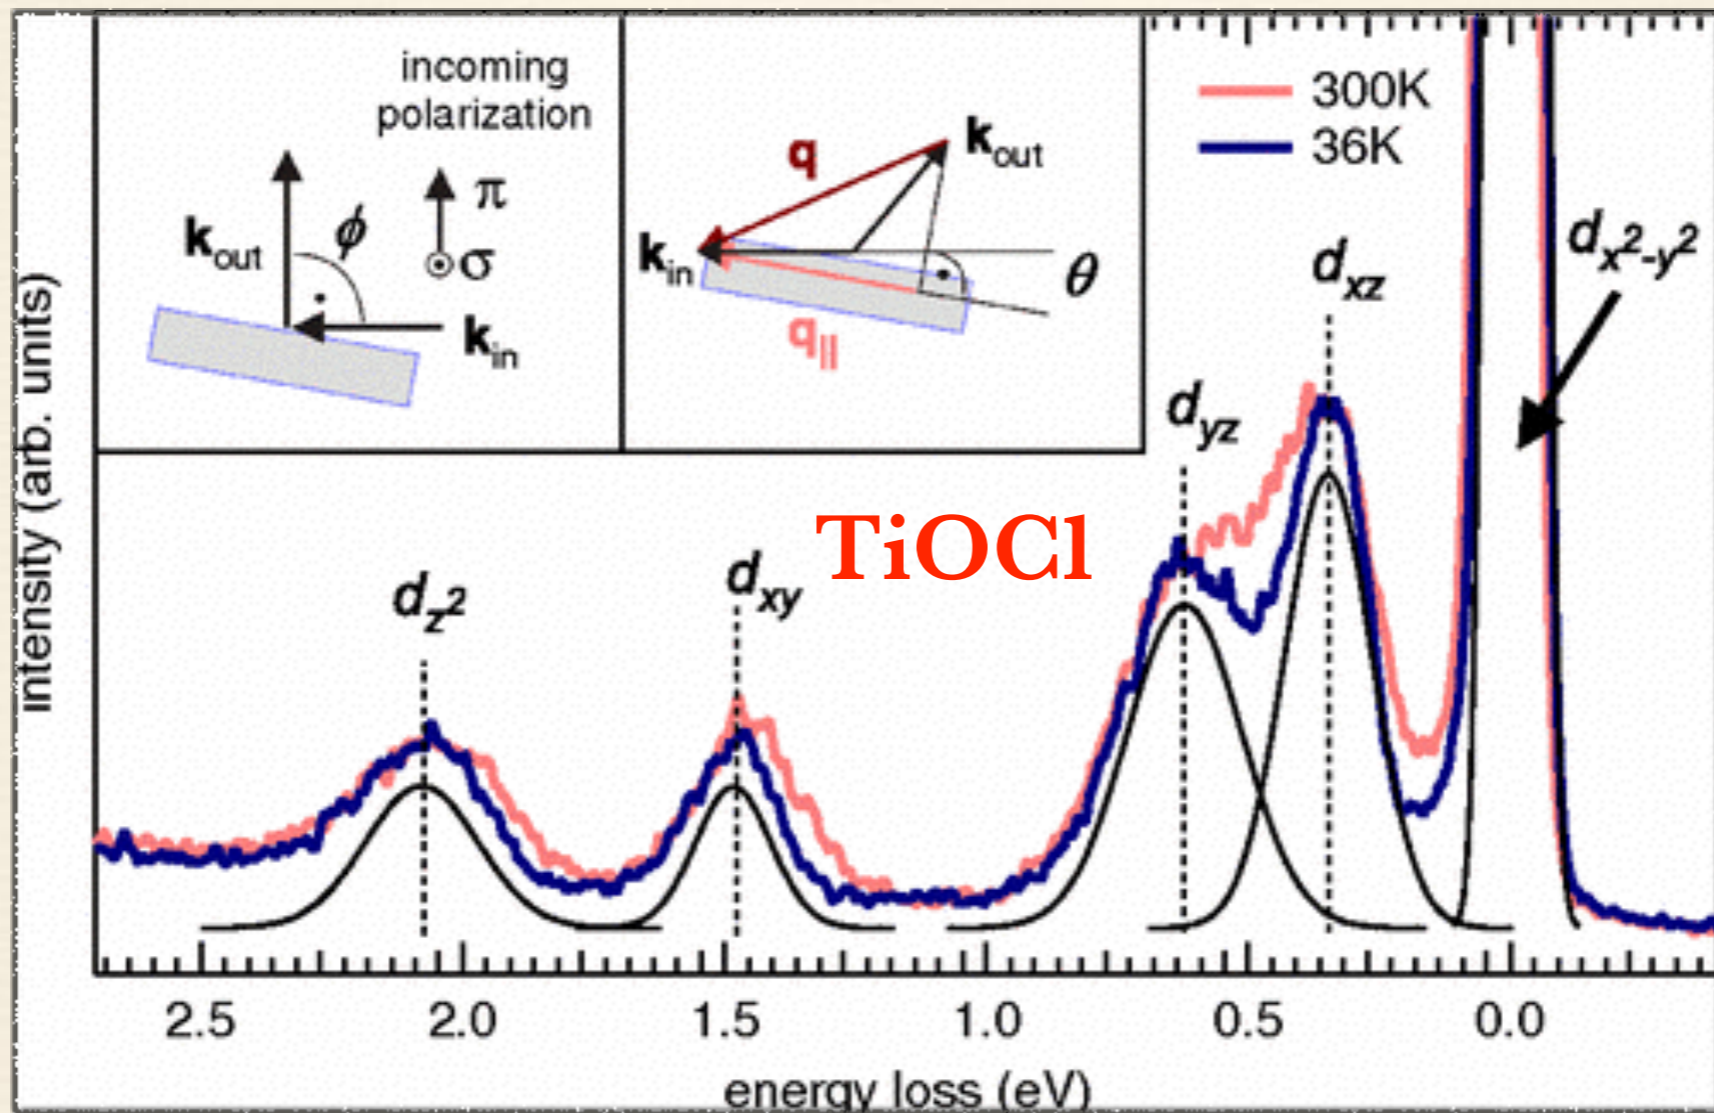 incoming
polarization
π
σ
k_out
ϕ
k_in
q
k_out
k_in
θ
q_||
300K
36K
d_x²-y²
d_xz
d_yz
TiOCl
d_z²
d_xy
intensity (arb. units)
2.5 2.0 1.5 1.0 0.5 0.0
energy loss (eV)